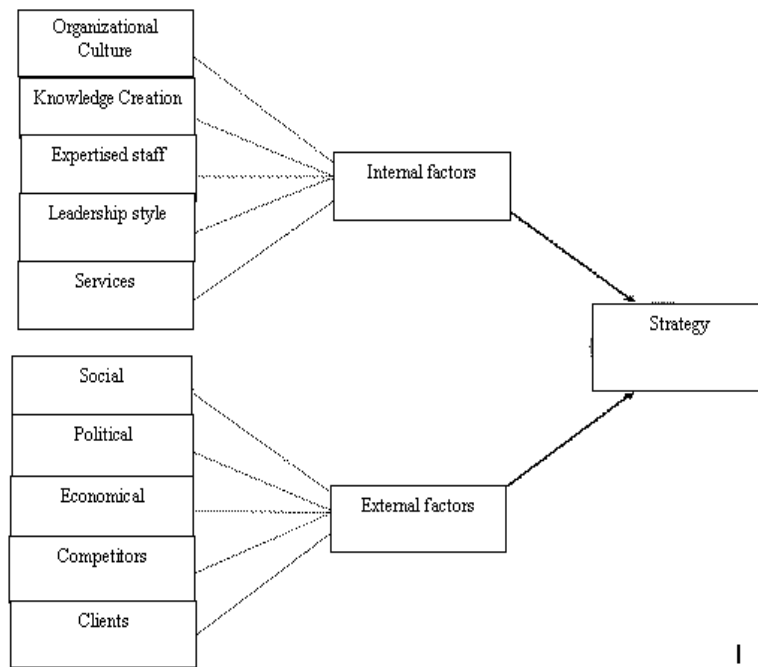 Organizational
Culture
Knowledge Creation
Expertised staff
Leadership style
Services
Internal factors
Strategy
Social
Political
Economical
Competitors
Clients
External factors
I